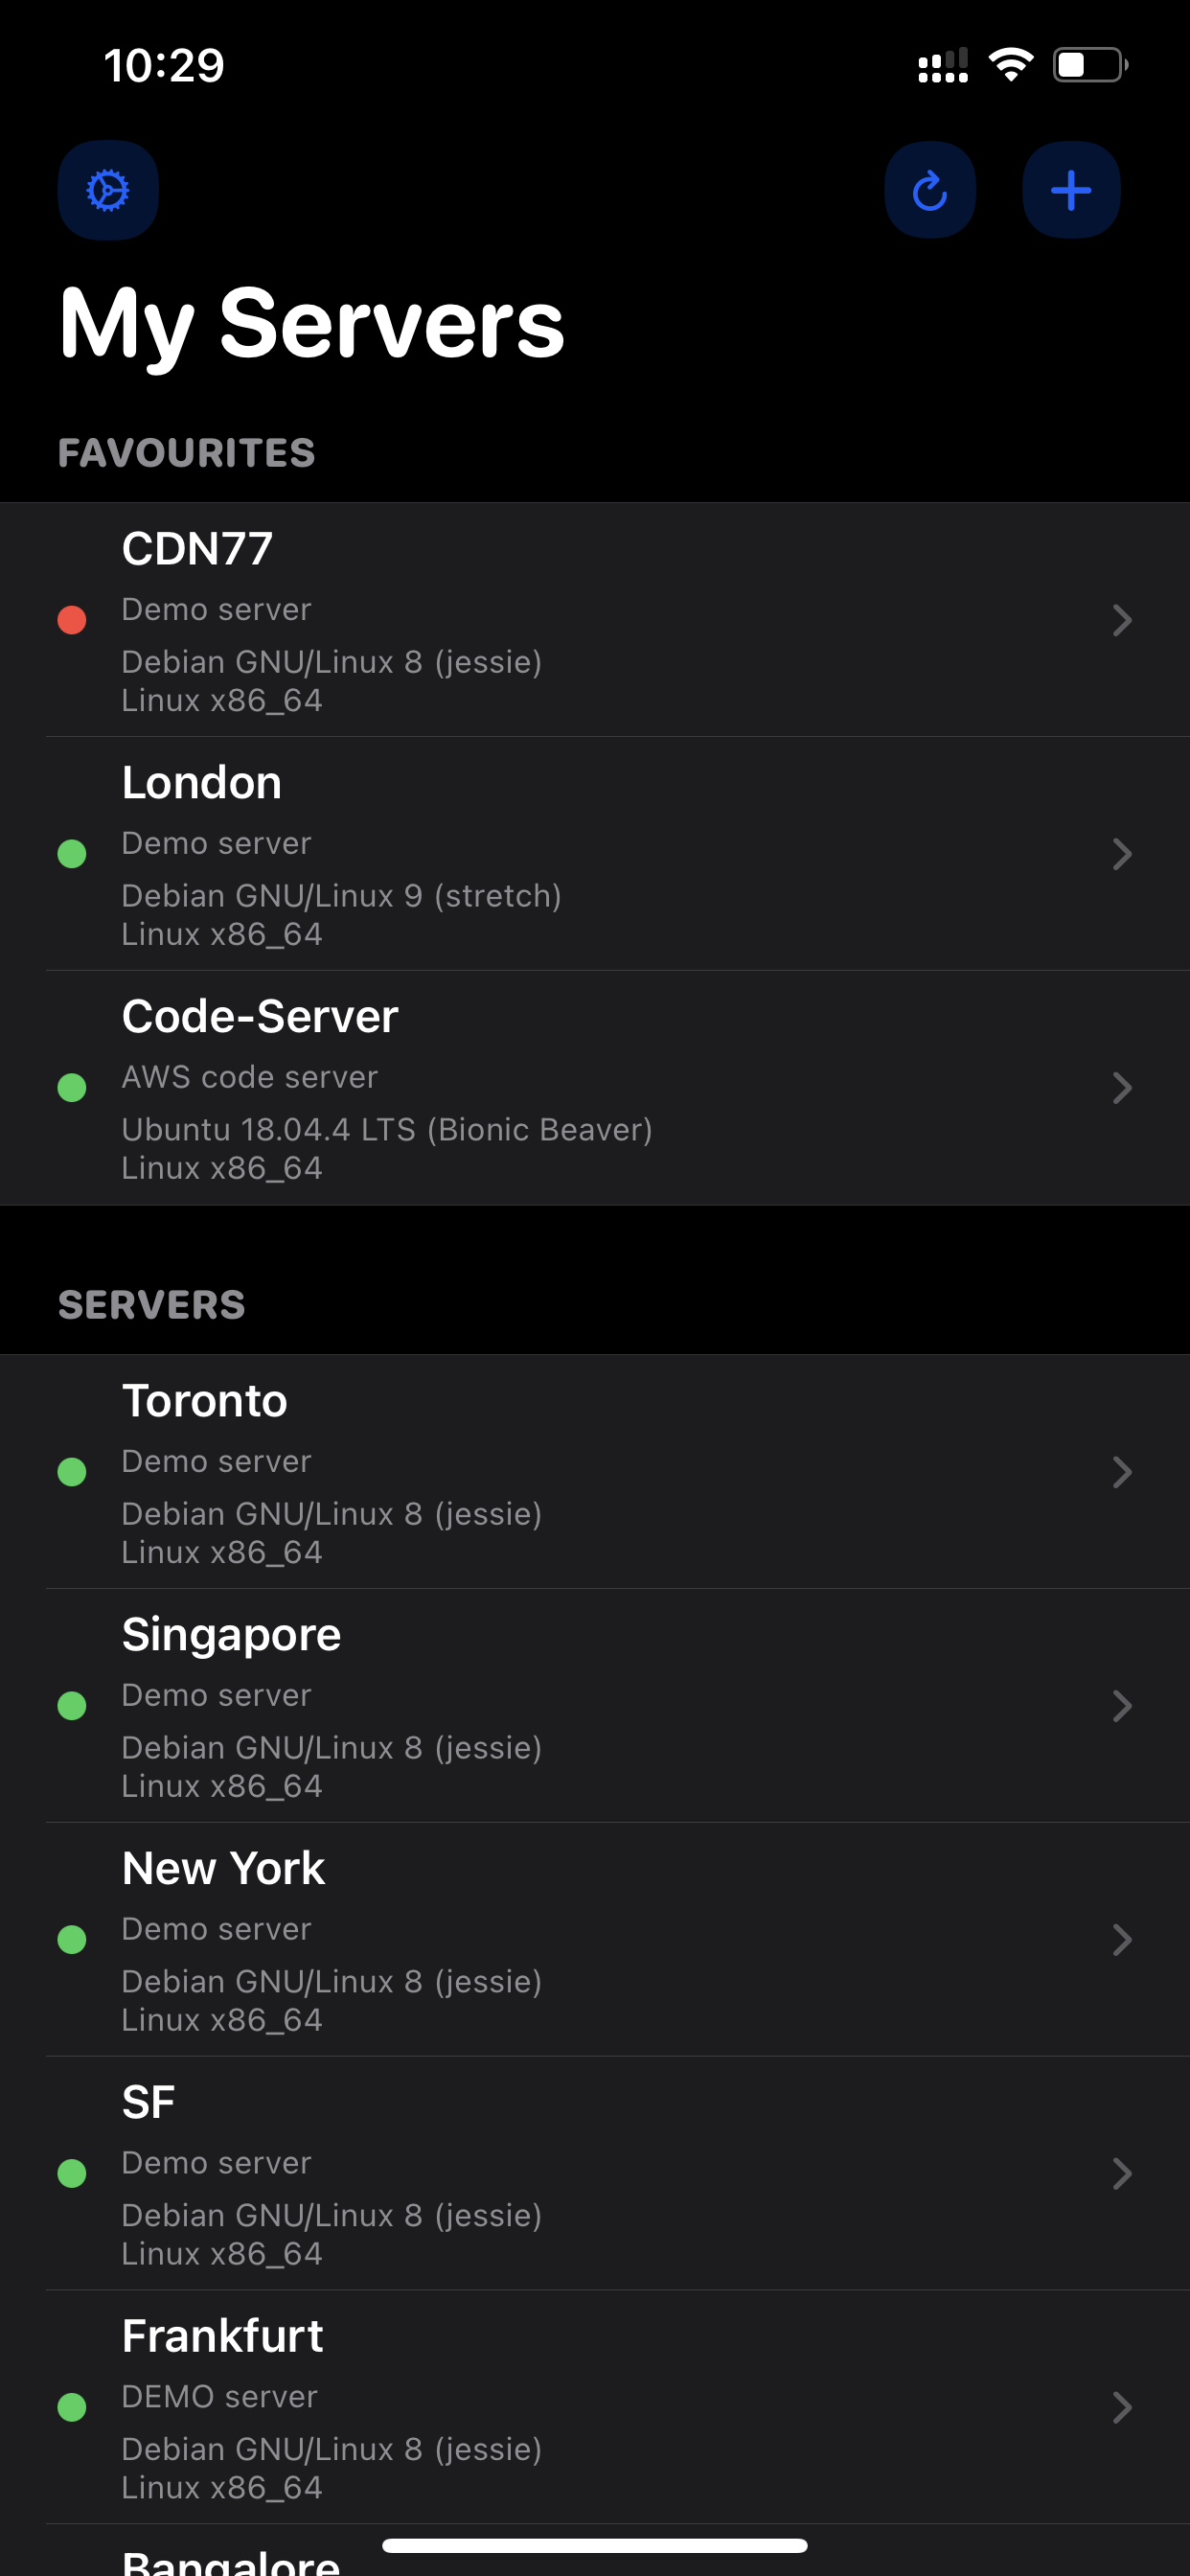 10:29
My Servers
FAVOURITES
CDN77
Demo server
Debian GNU/Linux 8 (jessie)
Linux x86_64
London
Demo server
Debian GNU/Linux 9 (stretch)
Linux x86_64
Code-Server
AWS code server
Ubuntu 18.04.4 LTS (Bionic Beaver)
Linux x86_64
SERVERS
Toronto
Demo server
Debian GNU/Linux 8 (jessie)
Linux x86_64
Singapore
Demo server
Debian GNU/Linux 8 (jessie)
Linux x86_64
New York
Demo server
Debian GNU/Linux 8 (jessie)
Linux x86_64
SF
Demo server
Debian GNU/Linux 8 (jessie)
Linux x86_64
Frankfurt
DEMO server
Debian GNU/Linux 8 (jessie)
Linux x86_64
Bangalore